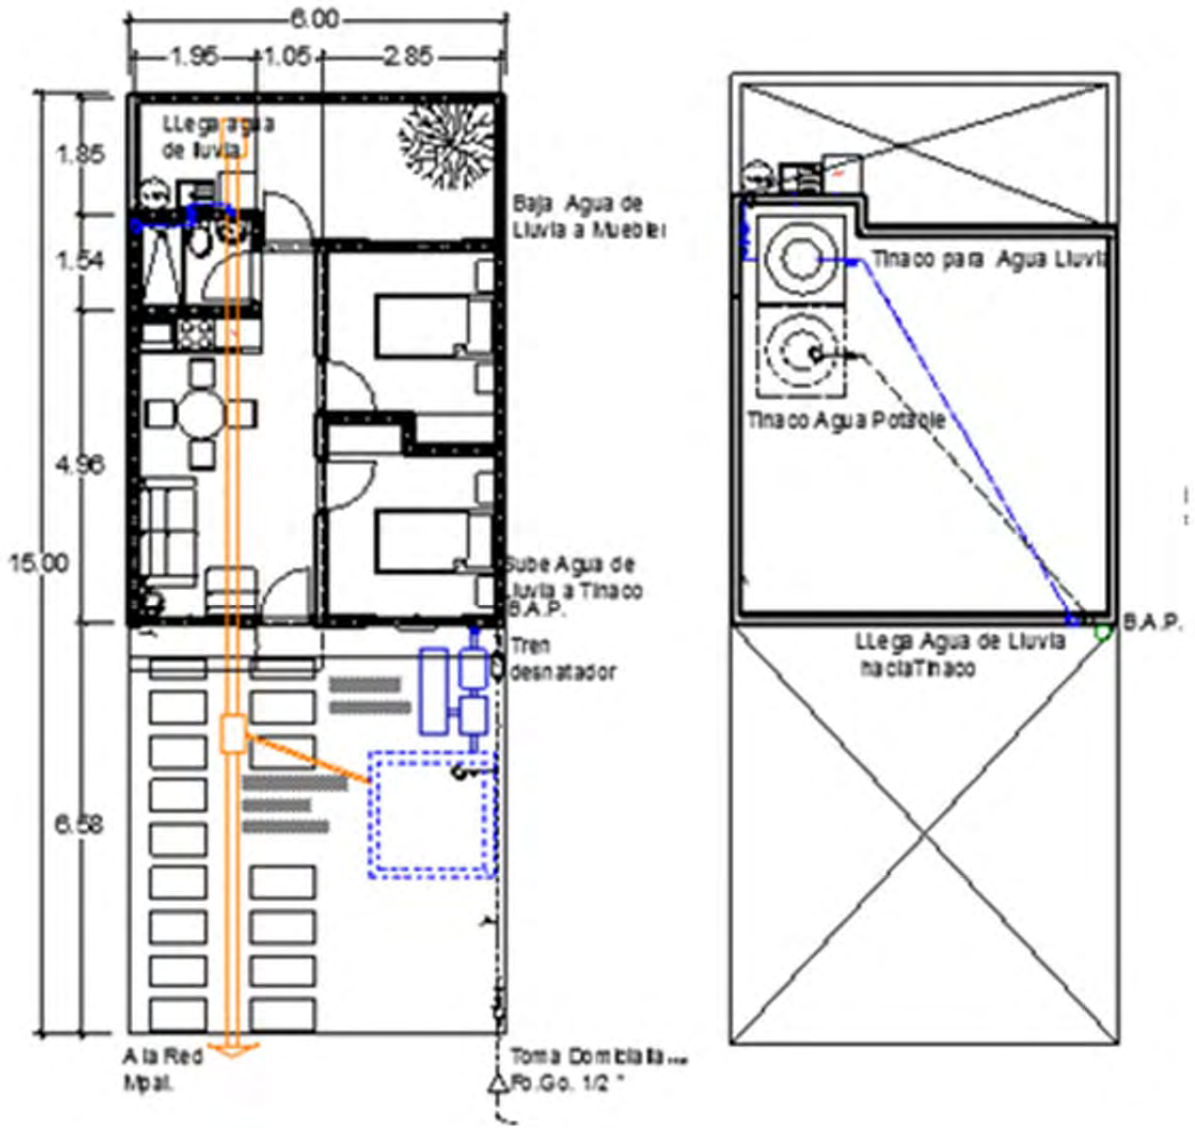 6.00
1.95
1.05
2.85
LLega agua
de lluvia
1.85
Baja Agua de
Lluvia a Muebles
1.54
Tinaco para Agua Lluvia
Tinaco Agua Potable
4.96
15.00
Sube Agua de
Lluvia a Tinaco
B.A.P.
Tren
desnatador
B.A.P.
LLega Agua de Lluvia
hacia Tinaco
6.58
A la Red
Mpal.
Toma Domiciliaria
Fo.Go. 1/2 "